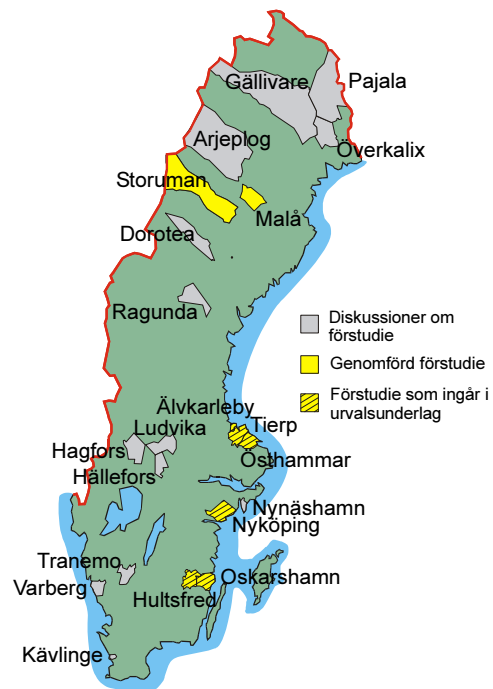 Gällivare
Pajala
Arjeplog
Överkalix
Storuman
Malå
Dorotea
Ragunda
Diskussioner om
förstudie
Genomförd förstudie
Förstudie som ingår i
urvalsunderlag
Älvkarleby
Tierp
Ludvika
Hagfors
Östhammar
Hällefors
Nynäshamn
Nyköping
Tranemo
Varberg
Hultsfred
Oskarshamn
Kävlinge